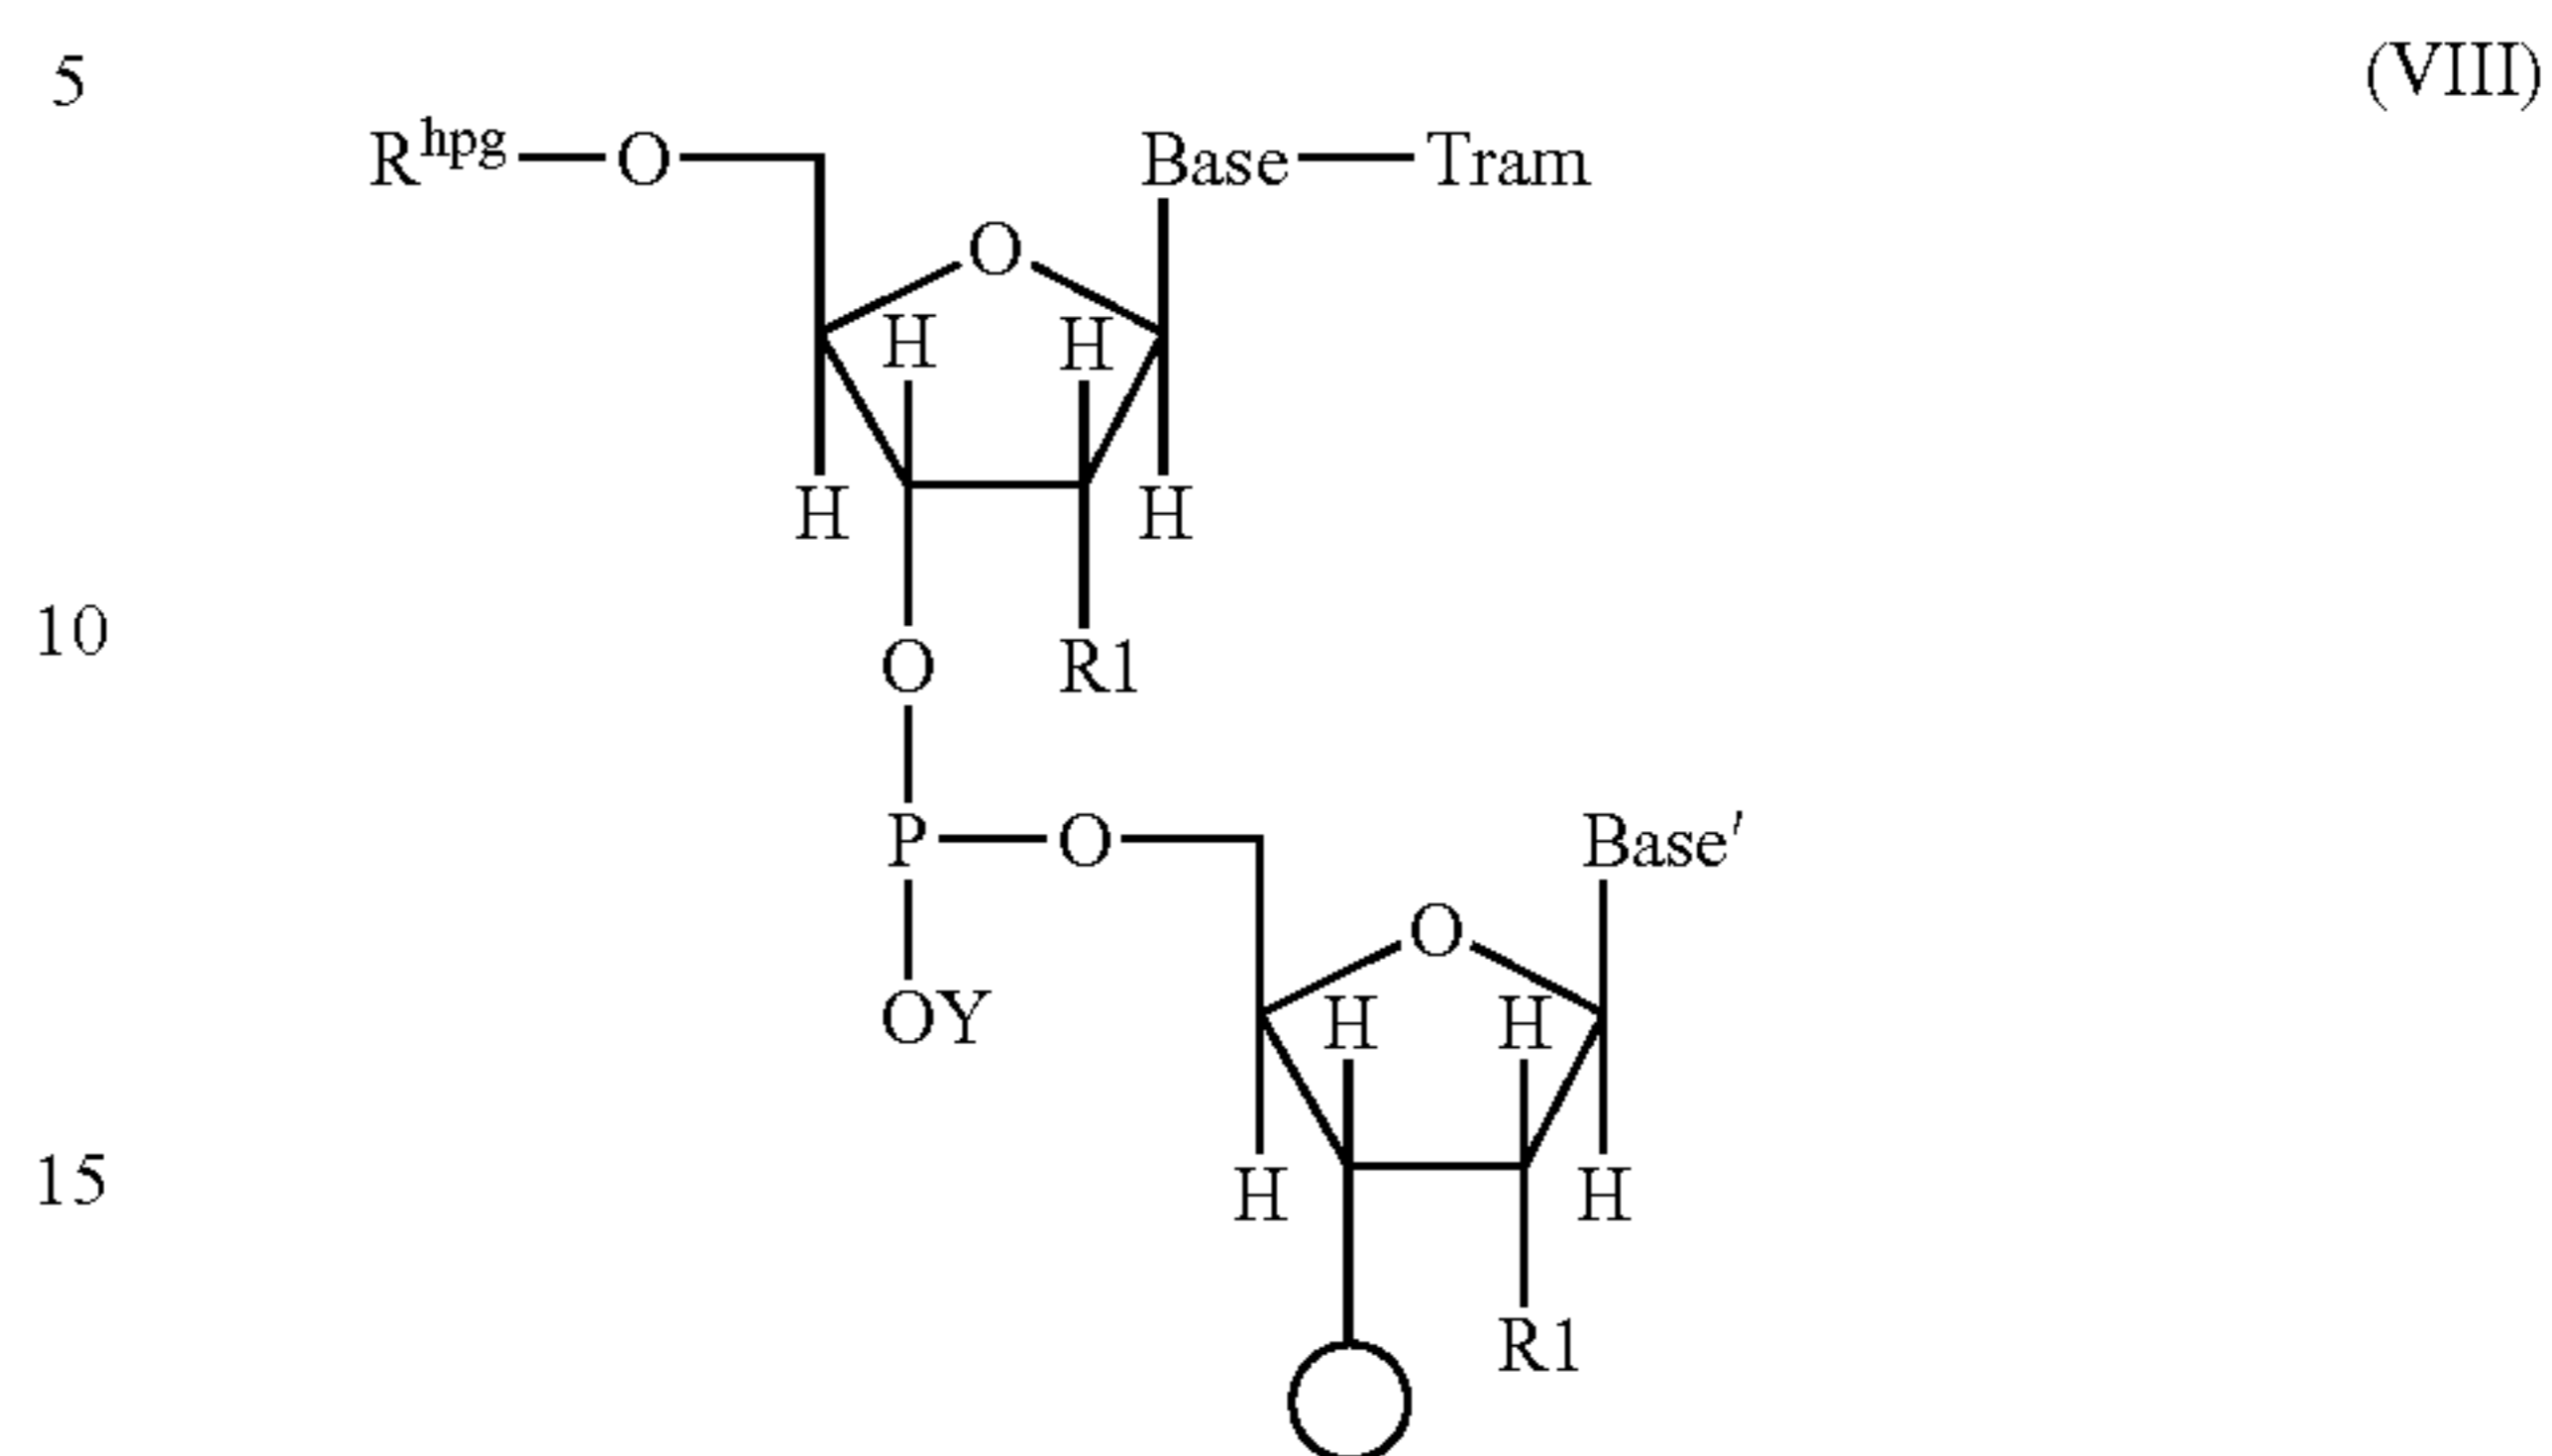 5 (VIII)
R^hpg—O Base—Tram
O
H H
H H
10
O R1
P—O Base′
O
OY H H
15
H H
R1